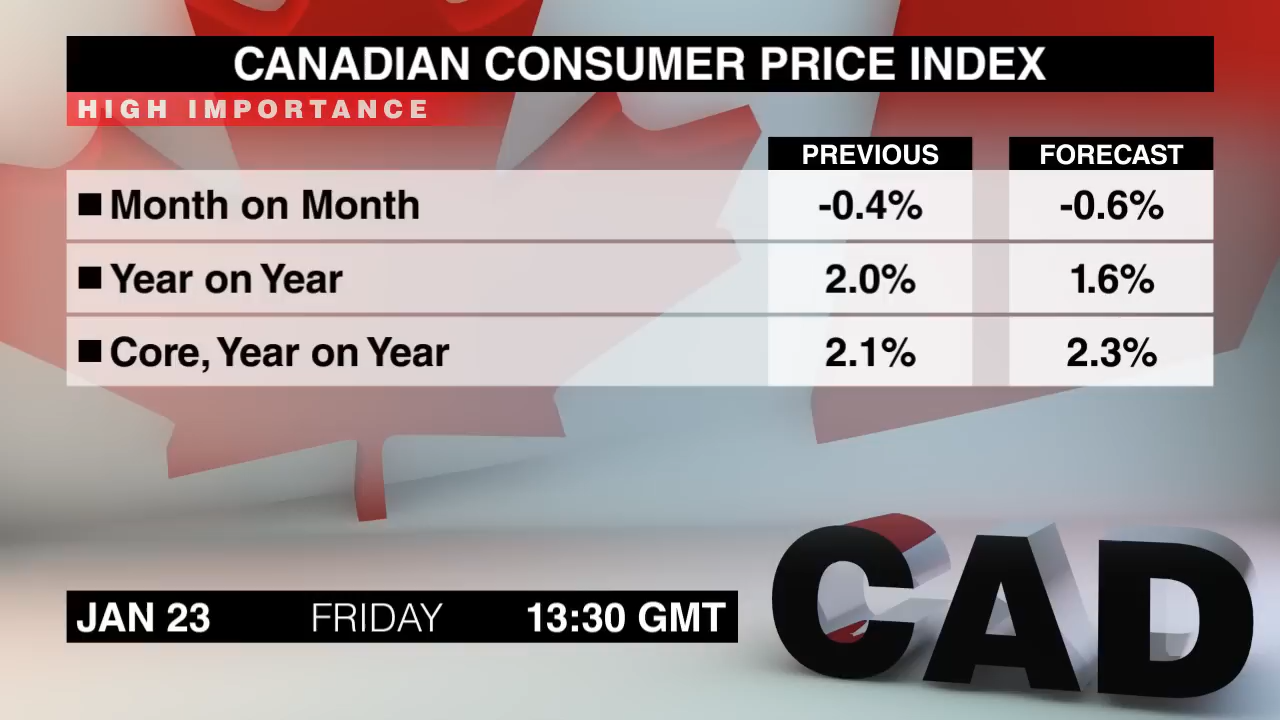 CANADIAN CONSUMER PRICE INDEX
HIGH IMPORTANCE
PREVIOUS FORECAST
Month on Month -0.4% -0.6%
Year on Year 2.0% 1.6%
Core, Year on Year 2.1% 2.3%
JAN 23 FRIDAY 13:30 GMT
CAD